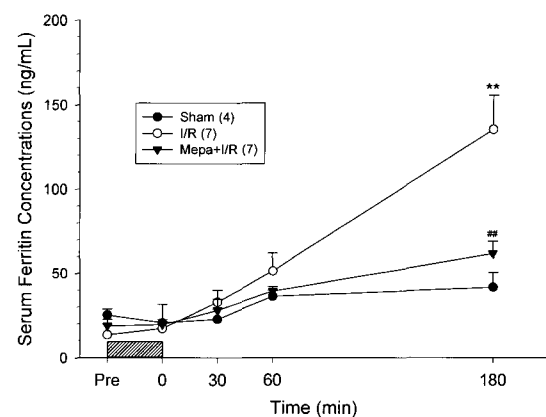 Serum Ferritin Concentrations (ng/mL)
200
150
100
50
0
Sham (4)
I/R (7)
Mepa+I/R (7)
**
##
Pre 0 30 60 180
Time (min)